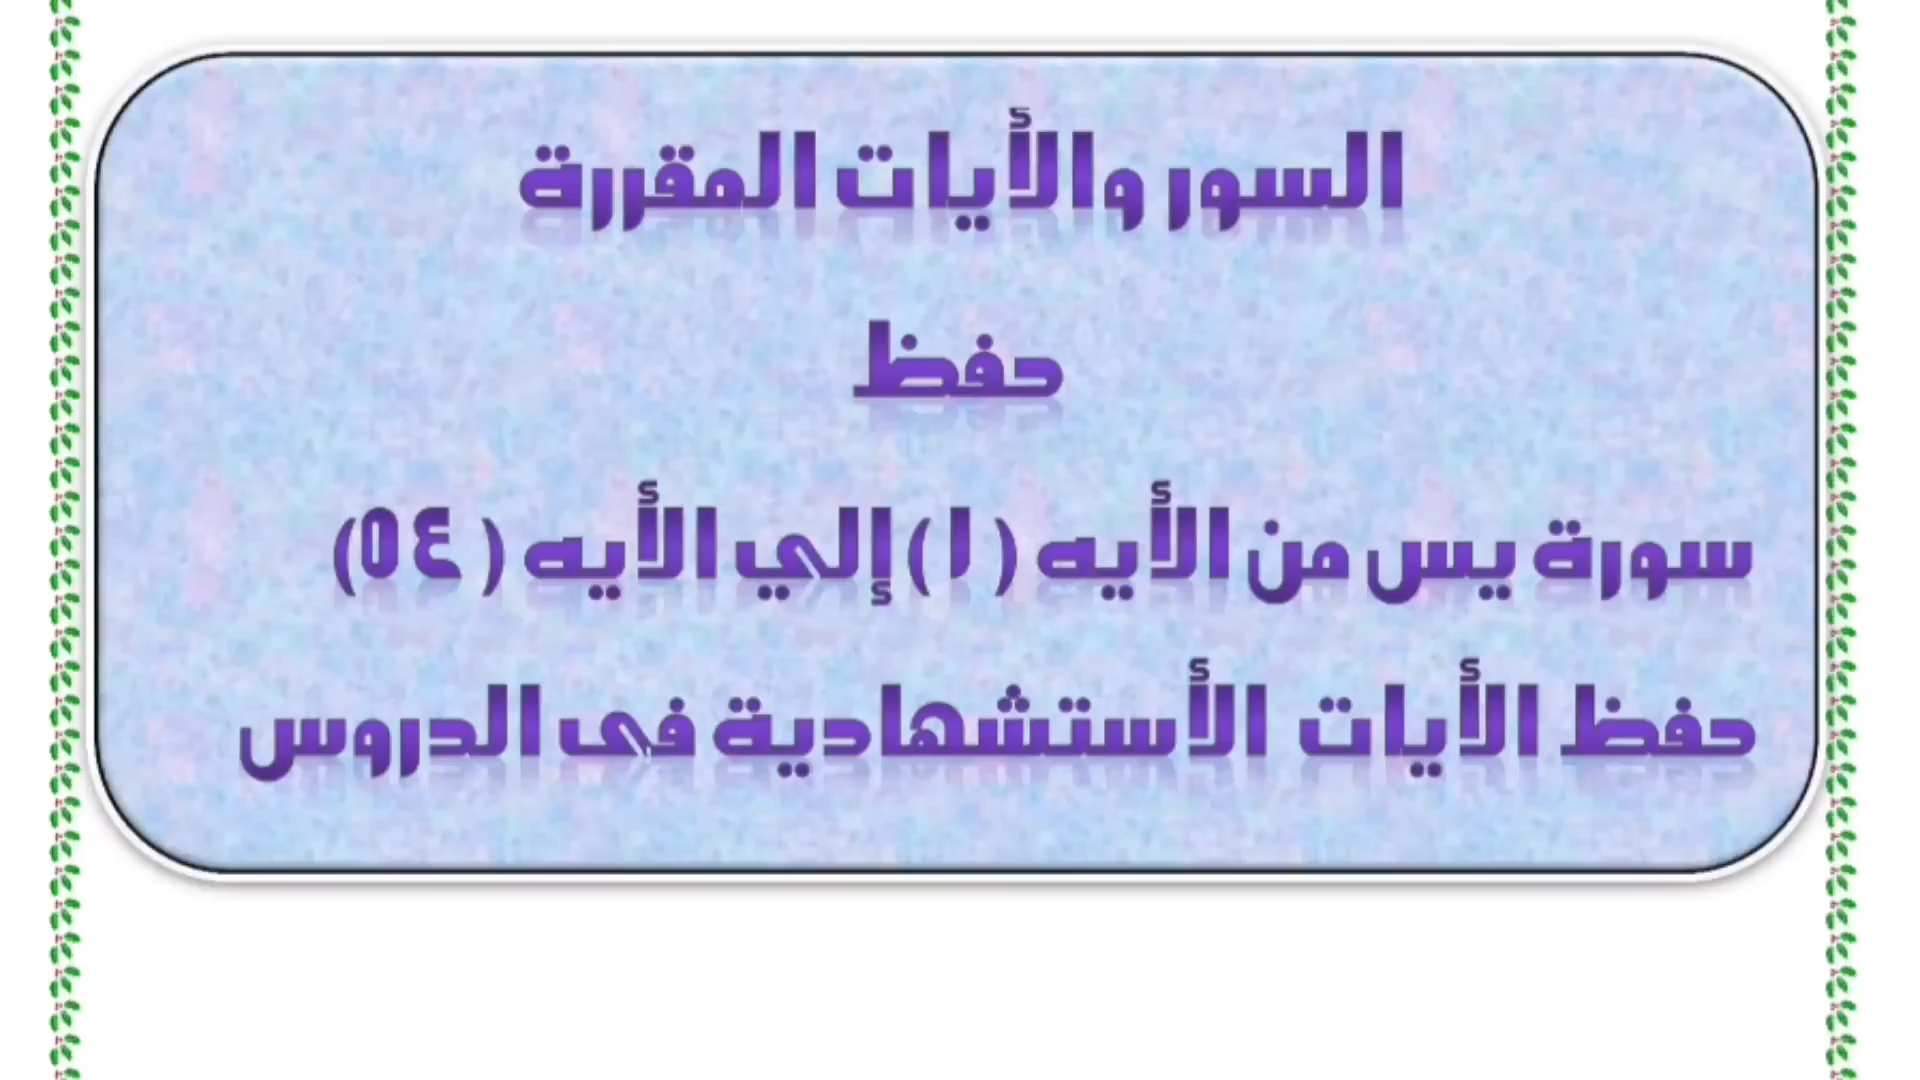 السور والأيات المقررة
حفظ
سورة يس من الأيه ( ١ ) إلي الأيه ( ٥٤)
حفظ الأيات الأستشهادية فى الدروس